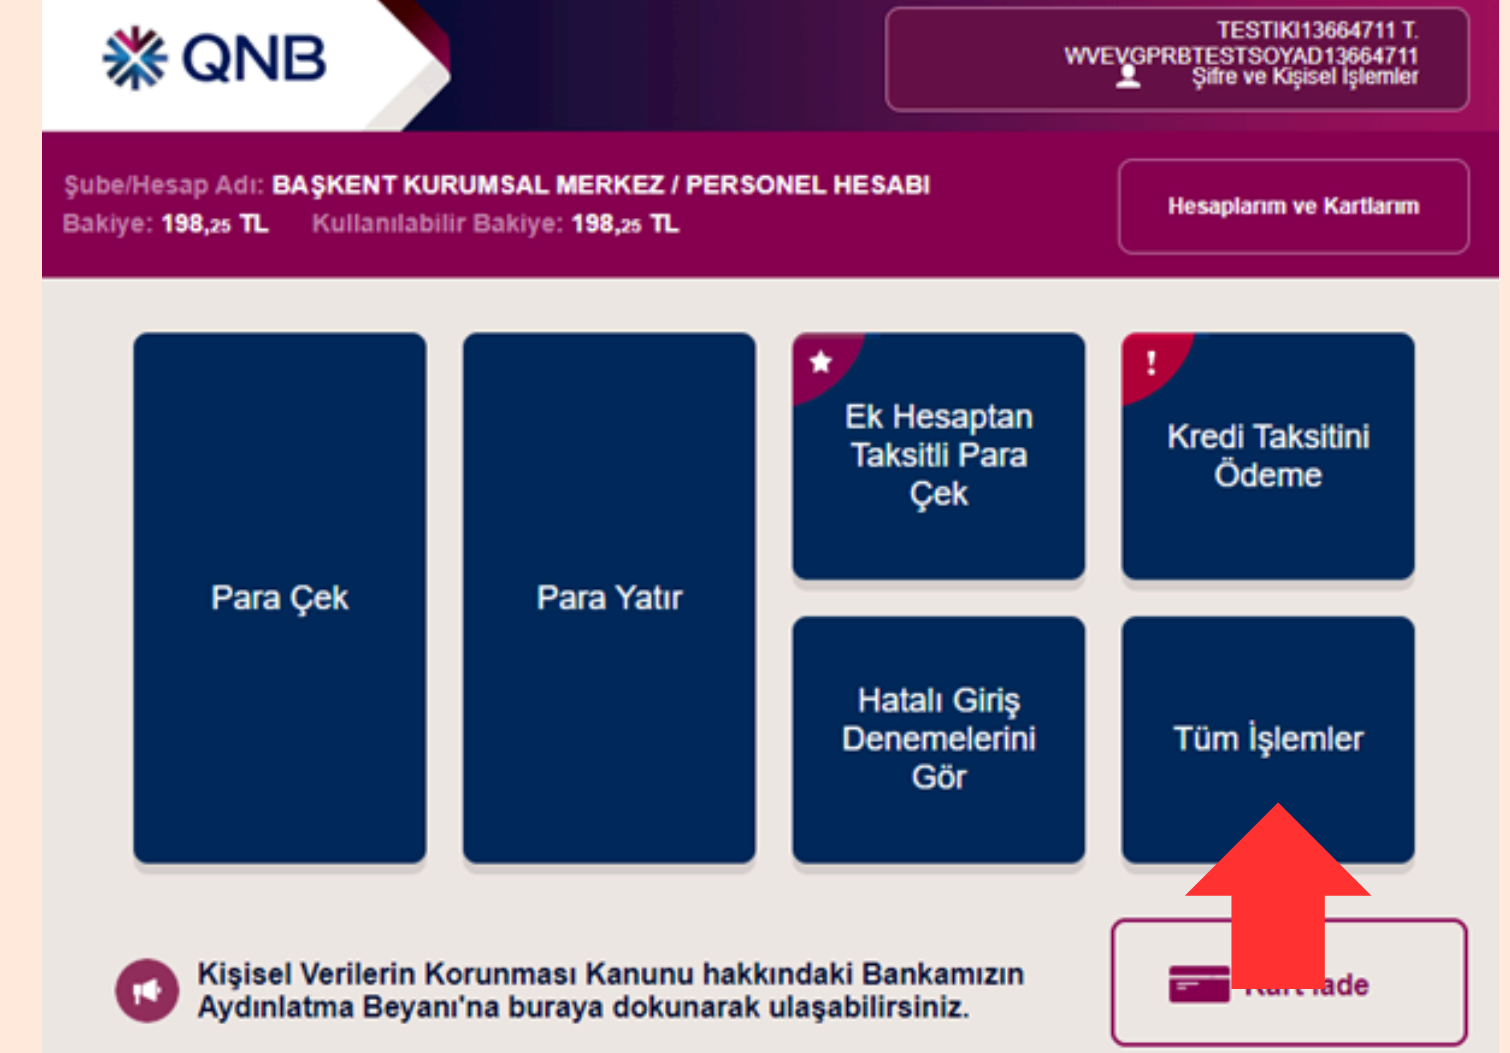 QNB
TESTIKI13664711 T.
WVEVGPRBTESTSOYAD13664711
Şifre ve Kişisel İşlemler
Şube/Hesap Adı: BAŞKENT KURUMSAL MERKEZ / PERSONEL HESABI
Bakiye: 198,25 TL Kullanılabilir Bakiye: 198,25 TL
Hesaplarım ve Kartlarım
Para Çek
Para Yatır
Ek Hesaptan
Taksitli Para
Çek
Kredi Taksitini
Ödeme
Hatalı Giriş
Denemelerini
Gör
Tüm İşlemler
Kişisel Verilerin Korunması Kanunu hakkındaki Bankamızın
Aydınlatma Beyanı'na buraya dokunarak ulaşabilirsiniz.